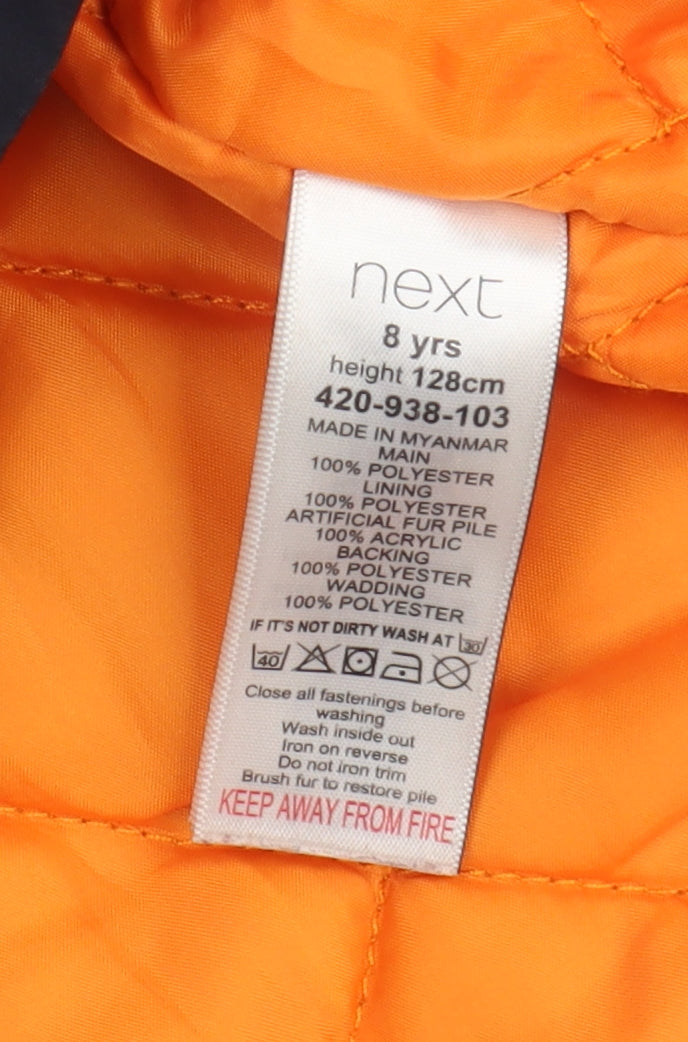 next
8 yrs
height 128cm
420-938-103
MADE IN MYANMAR
MAIN
100% POLYESTER
LINING
100% POLYESTER
ARTIFICIAL FUR PILE
100% ACRYLIC
BACKING
100% POLYESTER
WADDING
100% POLYESTER
IF IT'S NOT DIRTY WASH AT 30
40
Close all fastenings before
washing
Wash inside out
Iron on reverse
Do not iron trim
Brush fur to restore pile
KEEP AWAY FROM FIRE